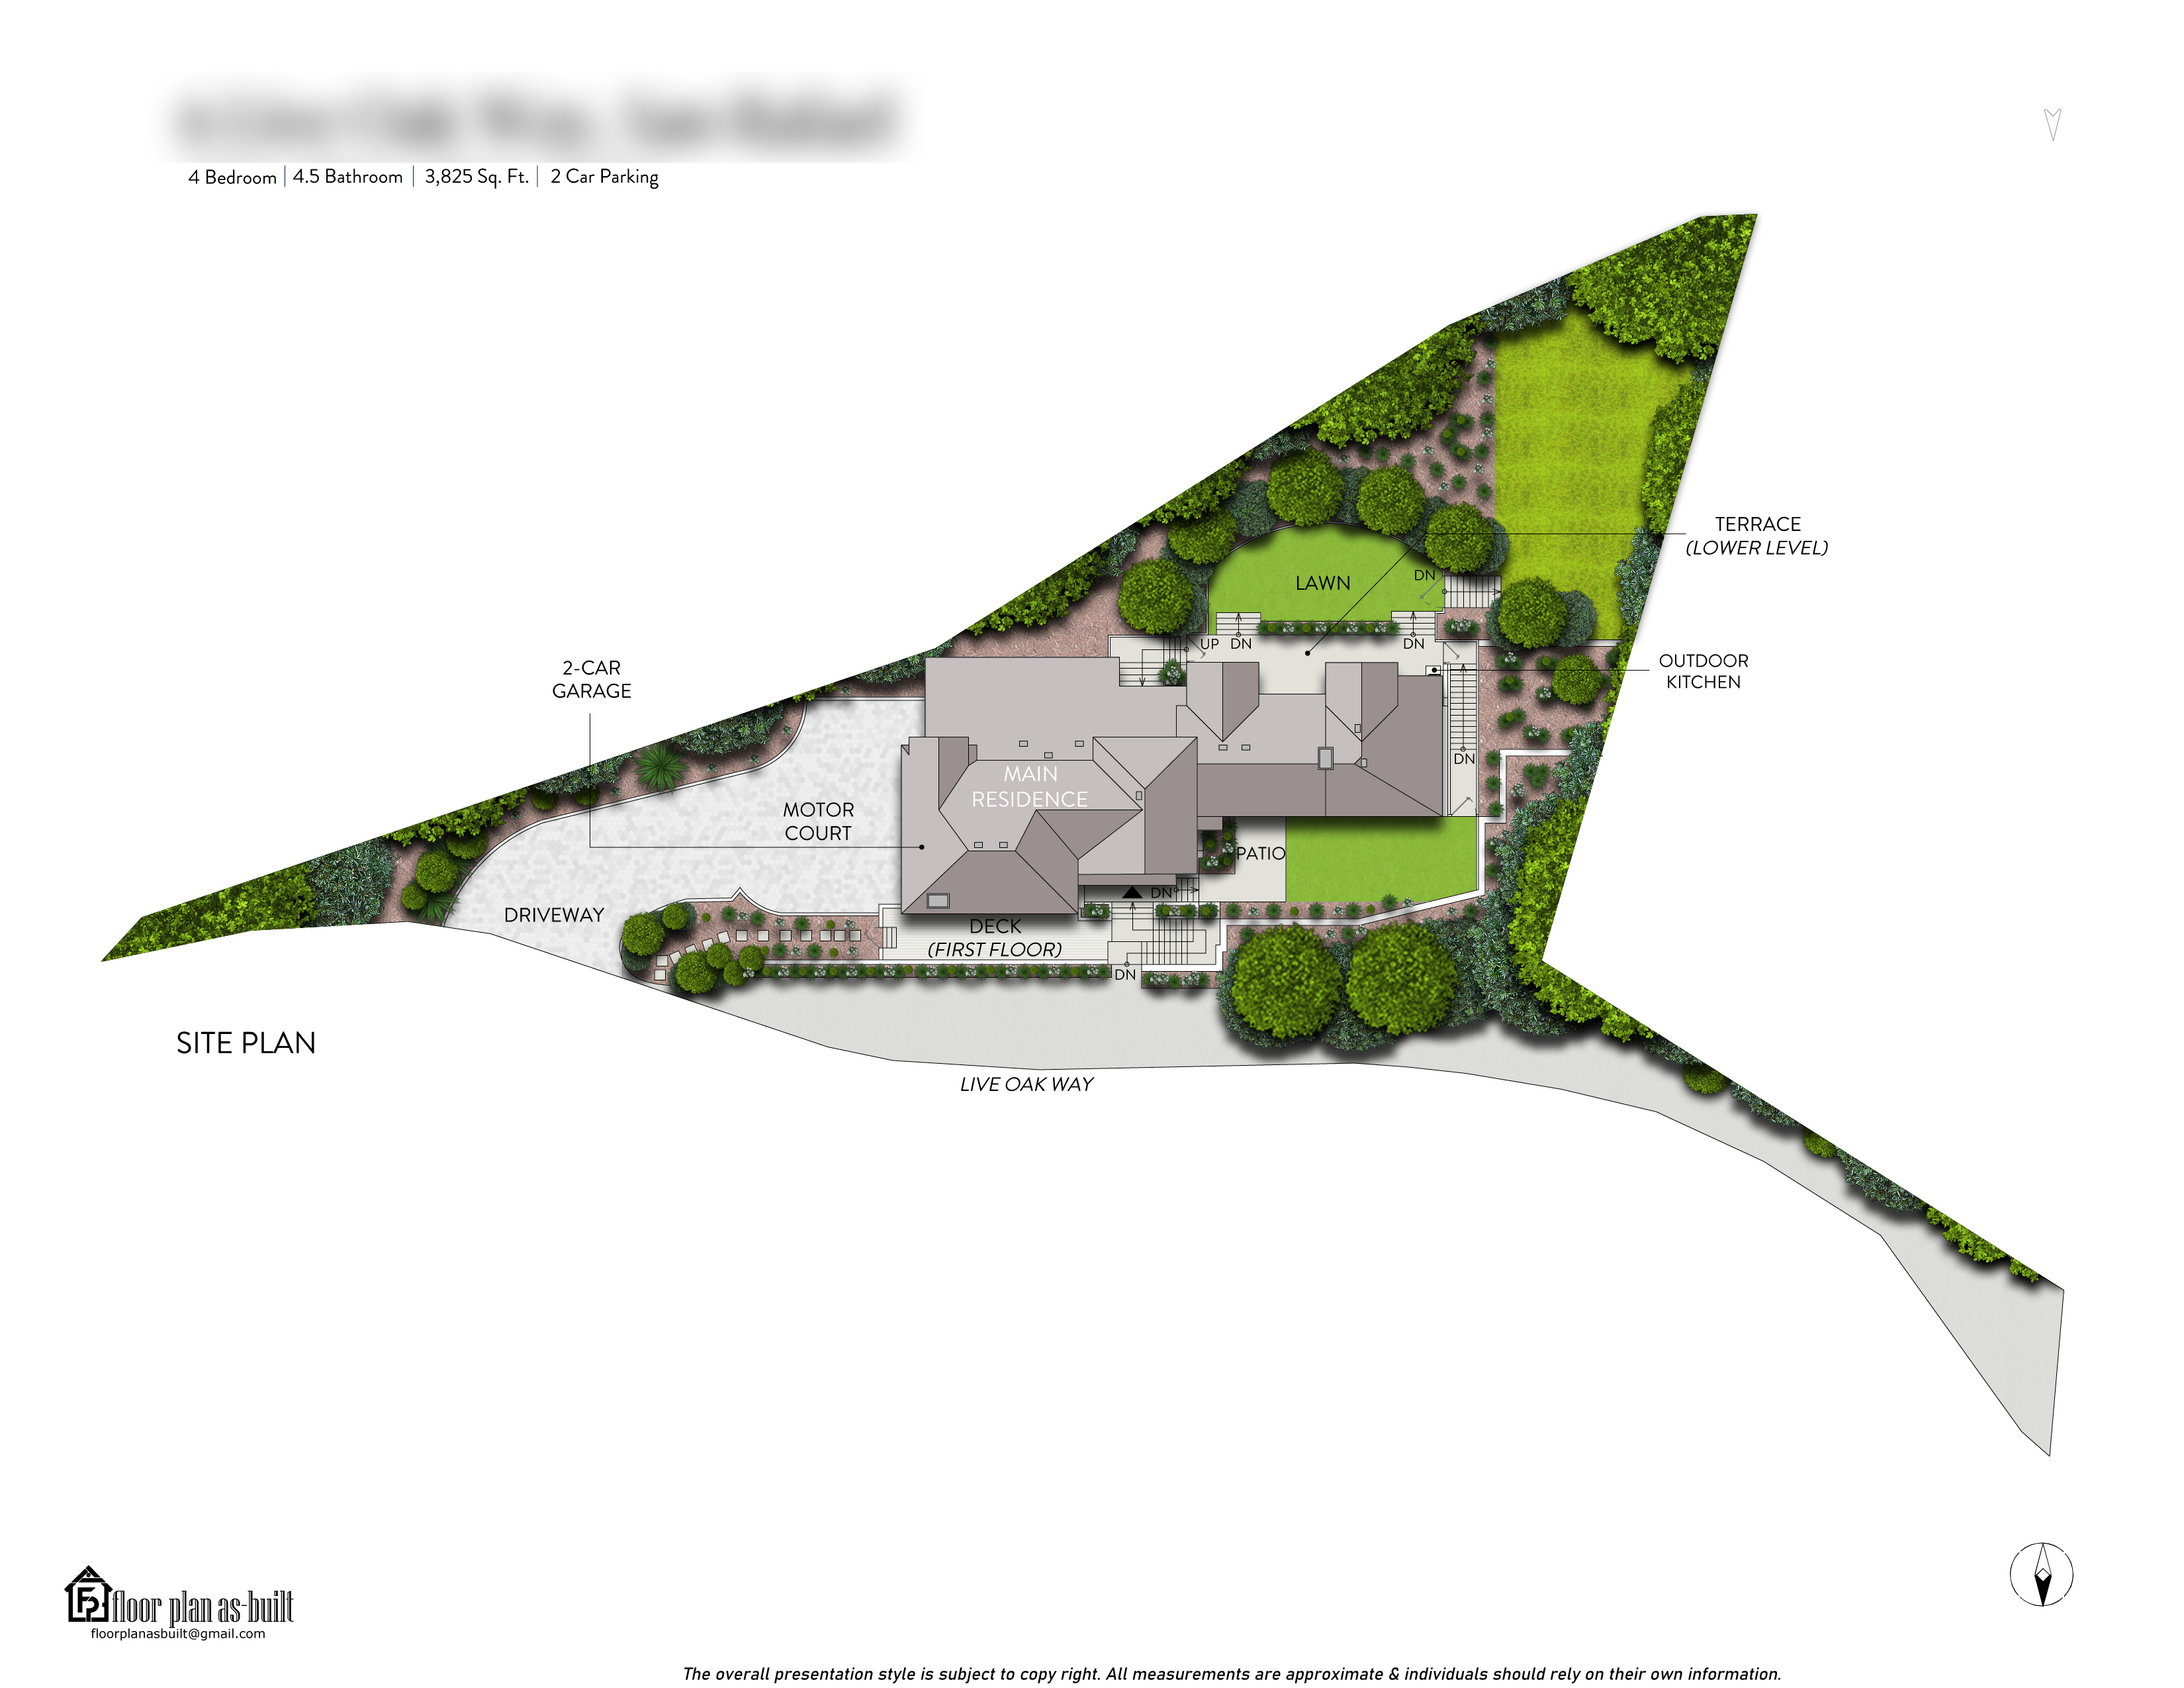 4 Bedroom | 4.5 Bathroom | 3,825 Sq. Ft. | 2 Car Parking
TERRACE
(LOWER LEVEL)
LAWN
DN
UP
DN
DN
OUTDOOR
KITCHEN
2-CAR
GARAGE
DN
MAIN
RESIDENCE
MOTOR
COURT
PATIO
DN
DRIVEWAY
DECK
(FIRST FLOOR)
DN
SITE PLAN
LIVE OAK WAY
FP
floor plan as-built
floorplanasbuilt@gmail.com
The overall presentation style is subject to copy right. All measurements are approximate & individuals should rely on their own information.